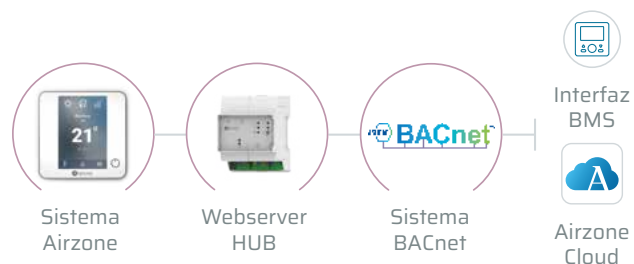 21°
BACnet
Sistema
Airzone
Webserver
HUB
Sistema
BACnet
Interfaz
BMS
A
Airzone
Cloud